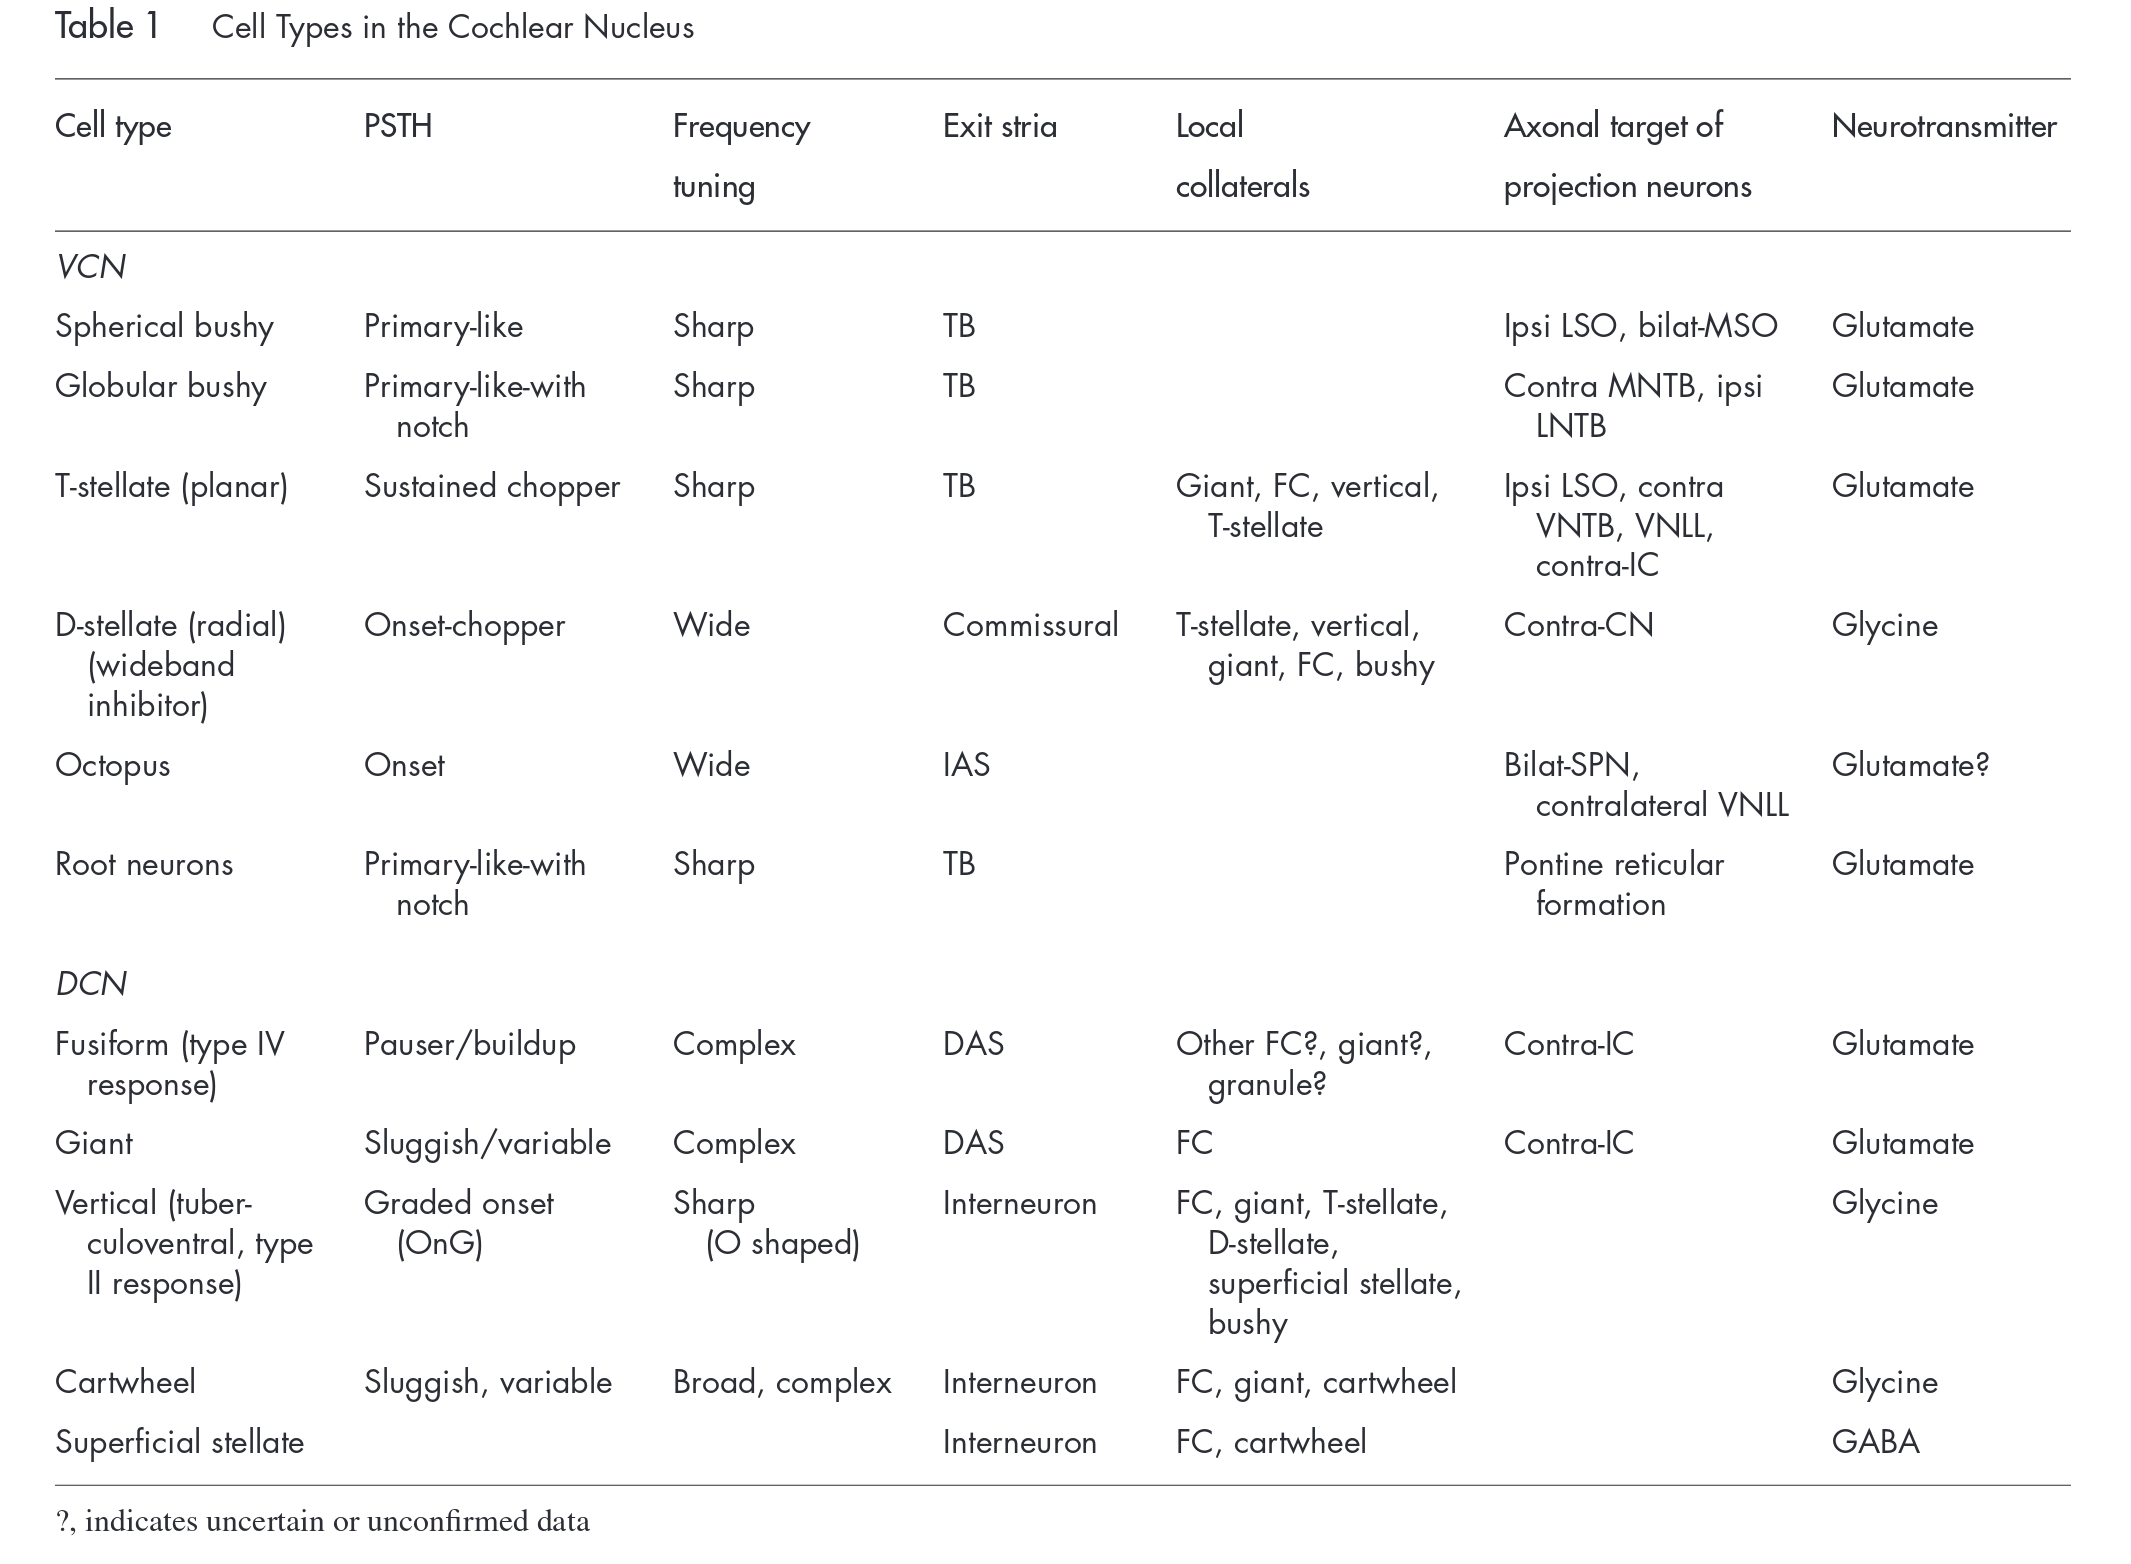 Table 1 Cell Types in the Cochlear Nucleus
Cell type PSTH Frequency tuning Exit stria Local collaterals Axonal target of projection neurons Neurotransmitter
VCN
Spherical bushy Primary-like Sharp TB Ipsi LSO, bilat-MSO Glutamate
Globular bushy Primary-like-with notch Sharp TB Contra MNTB, ipsi LNTB Glutamate
T-stellate (planar) Sustained chopper Sharp TB Giant, FC, vertical, T-stellate Ipsi LSO, contra VNTB, VNLL, contra-IC Glutamate
D-stellate (radial) (wideband inhibitor) Onset-chopper Wide Commissural T-stellate, vertical, giant, FC, bushy Contra-CN Glycine
Octopus Onset Wide IAS Bilat-SPN, contralateral VNLL Glutamate?
Root neurons Primary-like-with notch Sharp TB Pontine reticular formation Glutamate
DCN
Fusiform (type IV response) Pauser/buildup Complex DAS Other FC?, giant?, granule? Contra-IC Glutamate
Giant Sluggish/variable Complex DAS FC Contra-IC Glutamate
Vertical (tuber-culoventral, type II response) Graded onset (OnG) Sharp (O shaped) Interneuron FC, giant, T-stellate, D-stellate, superficial stellate, bushy Glycine
Cartwheel Sluggish, variable Broad, complex Interneuron FC, giant, cartwheel Glycine
Superficial stellate Interneuron FC, cartwheel GABA
?, indicates uncertain or unconfirmed data